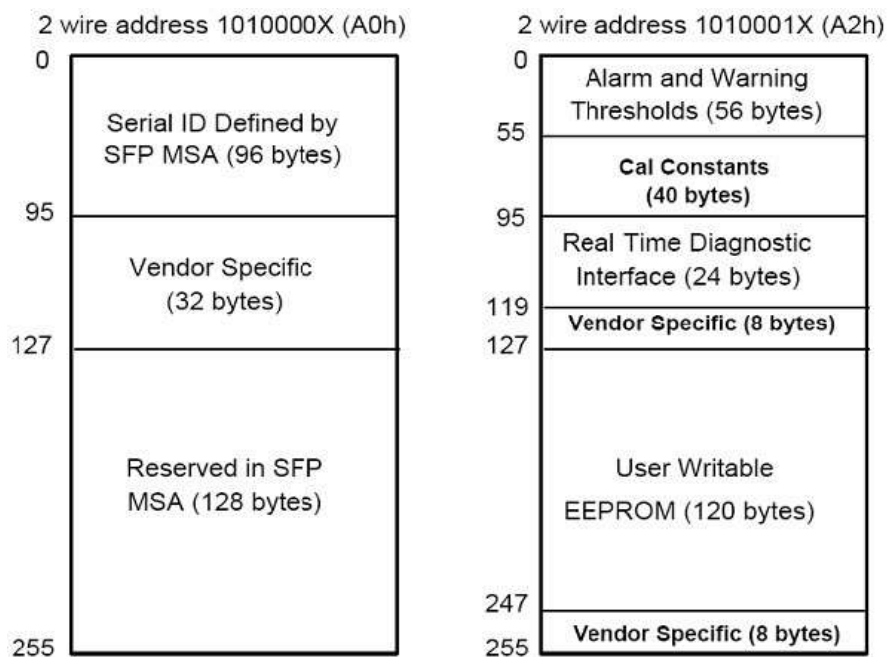 2 wire address 1010000X (A0h)
0
Serial ID Defined by
SFP MSA (96 bytes)
95
Vendor Specific
(32 bytes)
127
Reserved in SFP
MSA (128 bytes)
255
2 wire address 1010001X (A2h)
0
Alarm and Warning
Thresholds (56 bytes)
55
Cal Constants
(40 bytes)
95
Real Time Diagnostic
Interface (24 bytes)
119
Vendor Specific (8 bytes)
127
User Writable
EEPROM (120 bytes)
247
Vendor Specific (8 bytes)
255